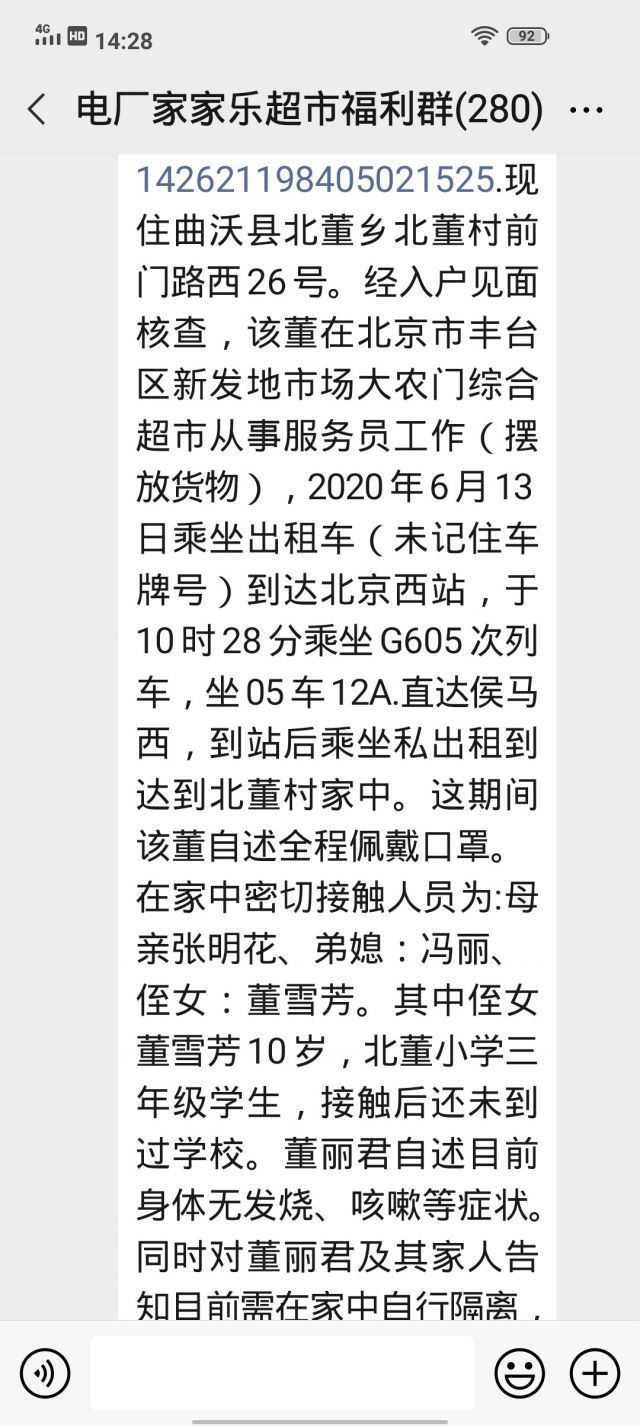 4G HD 14:28 92
电厂家家乐超市福利群(280)
142621198405021525.现
住曲沃县北董乡北董村前
门路西26号。经入户见面
核查，该董在北京市丰台
区新发地市场大农门综合
超市从事服务员工作（摆
放货物），2020年6月13
日乘坐出租车（未记住车
牌号）到达北京西站，于
10时28分乘坐G605次列
车，坐05车12A.直达侯马
西，到站后乘坐私出租到
达到北董村家中。这期间
该董自述全程佩戴口罩。
在家中密切接触人员为:母
亲张明花、弟媳：冯丽、
侄女：董雪芳。其中侄女
董雪芳10岁，北董小学三
年级学生，接触后还未到
过学校。董丽君自述目前
身体无发烧、咳嗽等症状。
同时对董丽君及其家人告
知目前需在家中自行隔离，